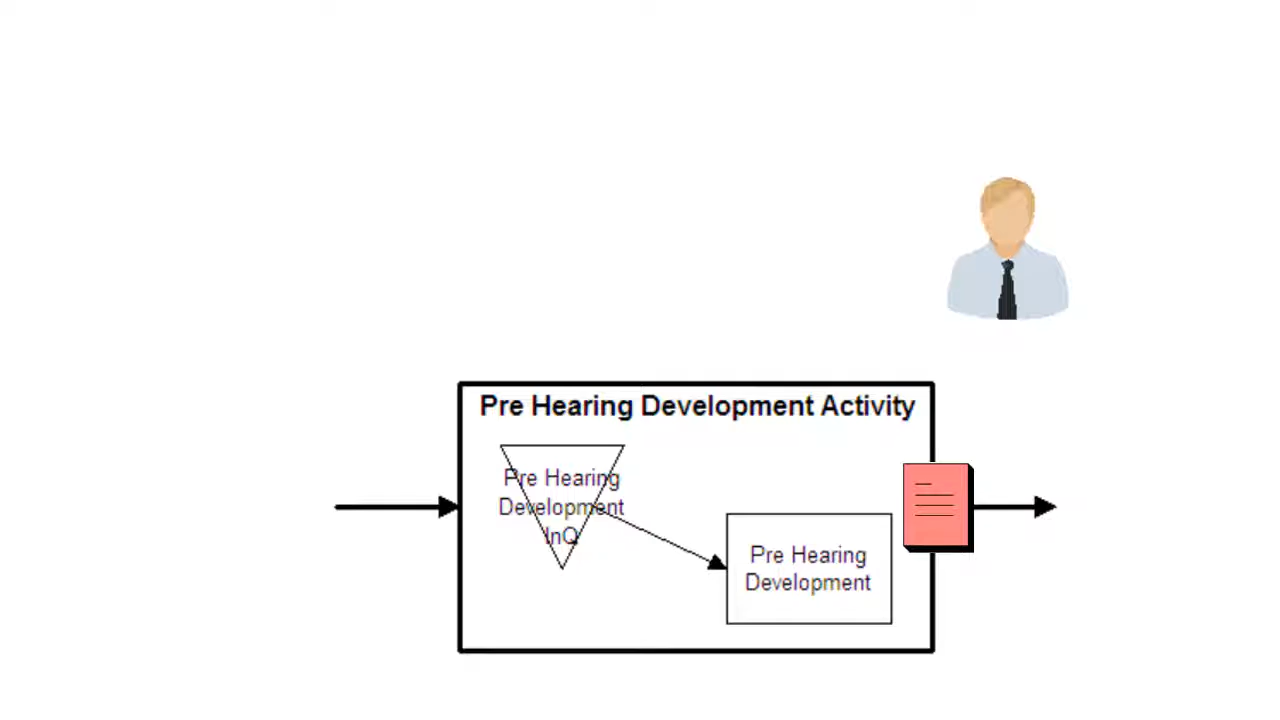 Pre Hearing Development Activity
Pre Hearing
Development
InQ
Pre Hearing
Development